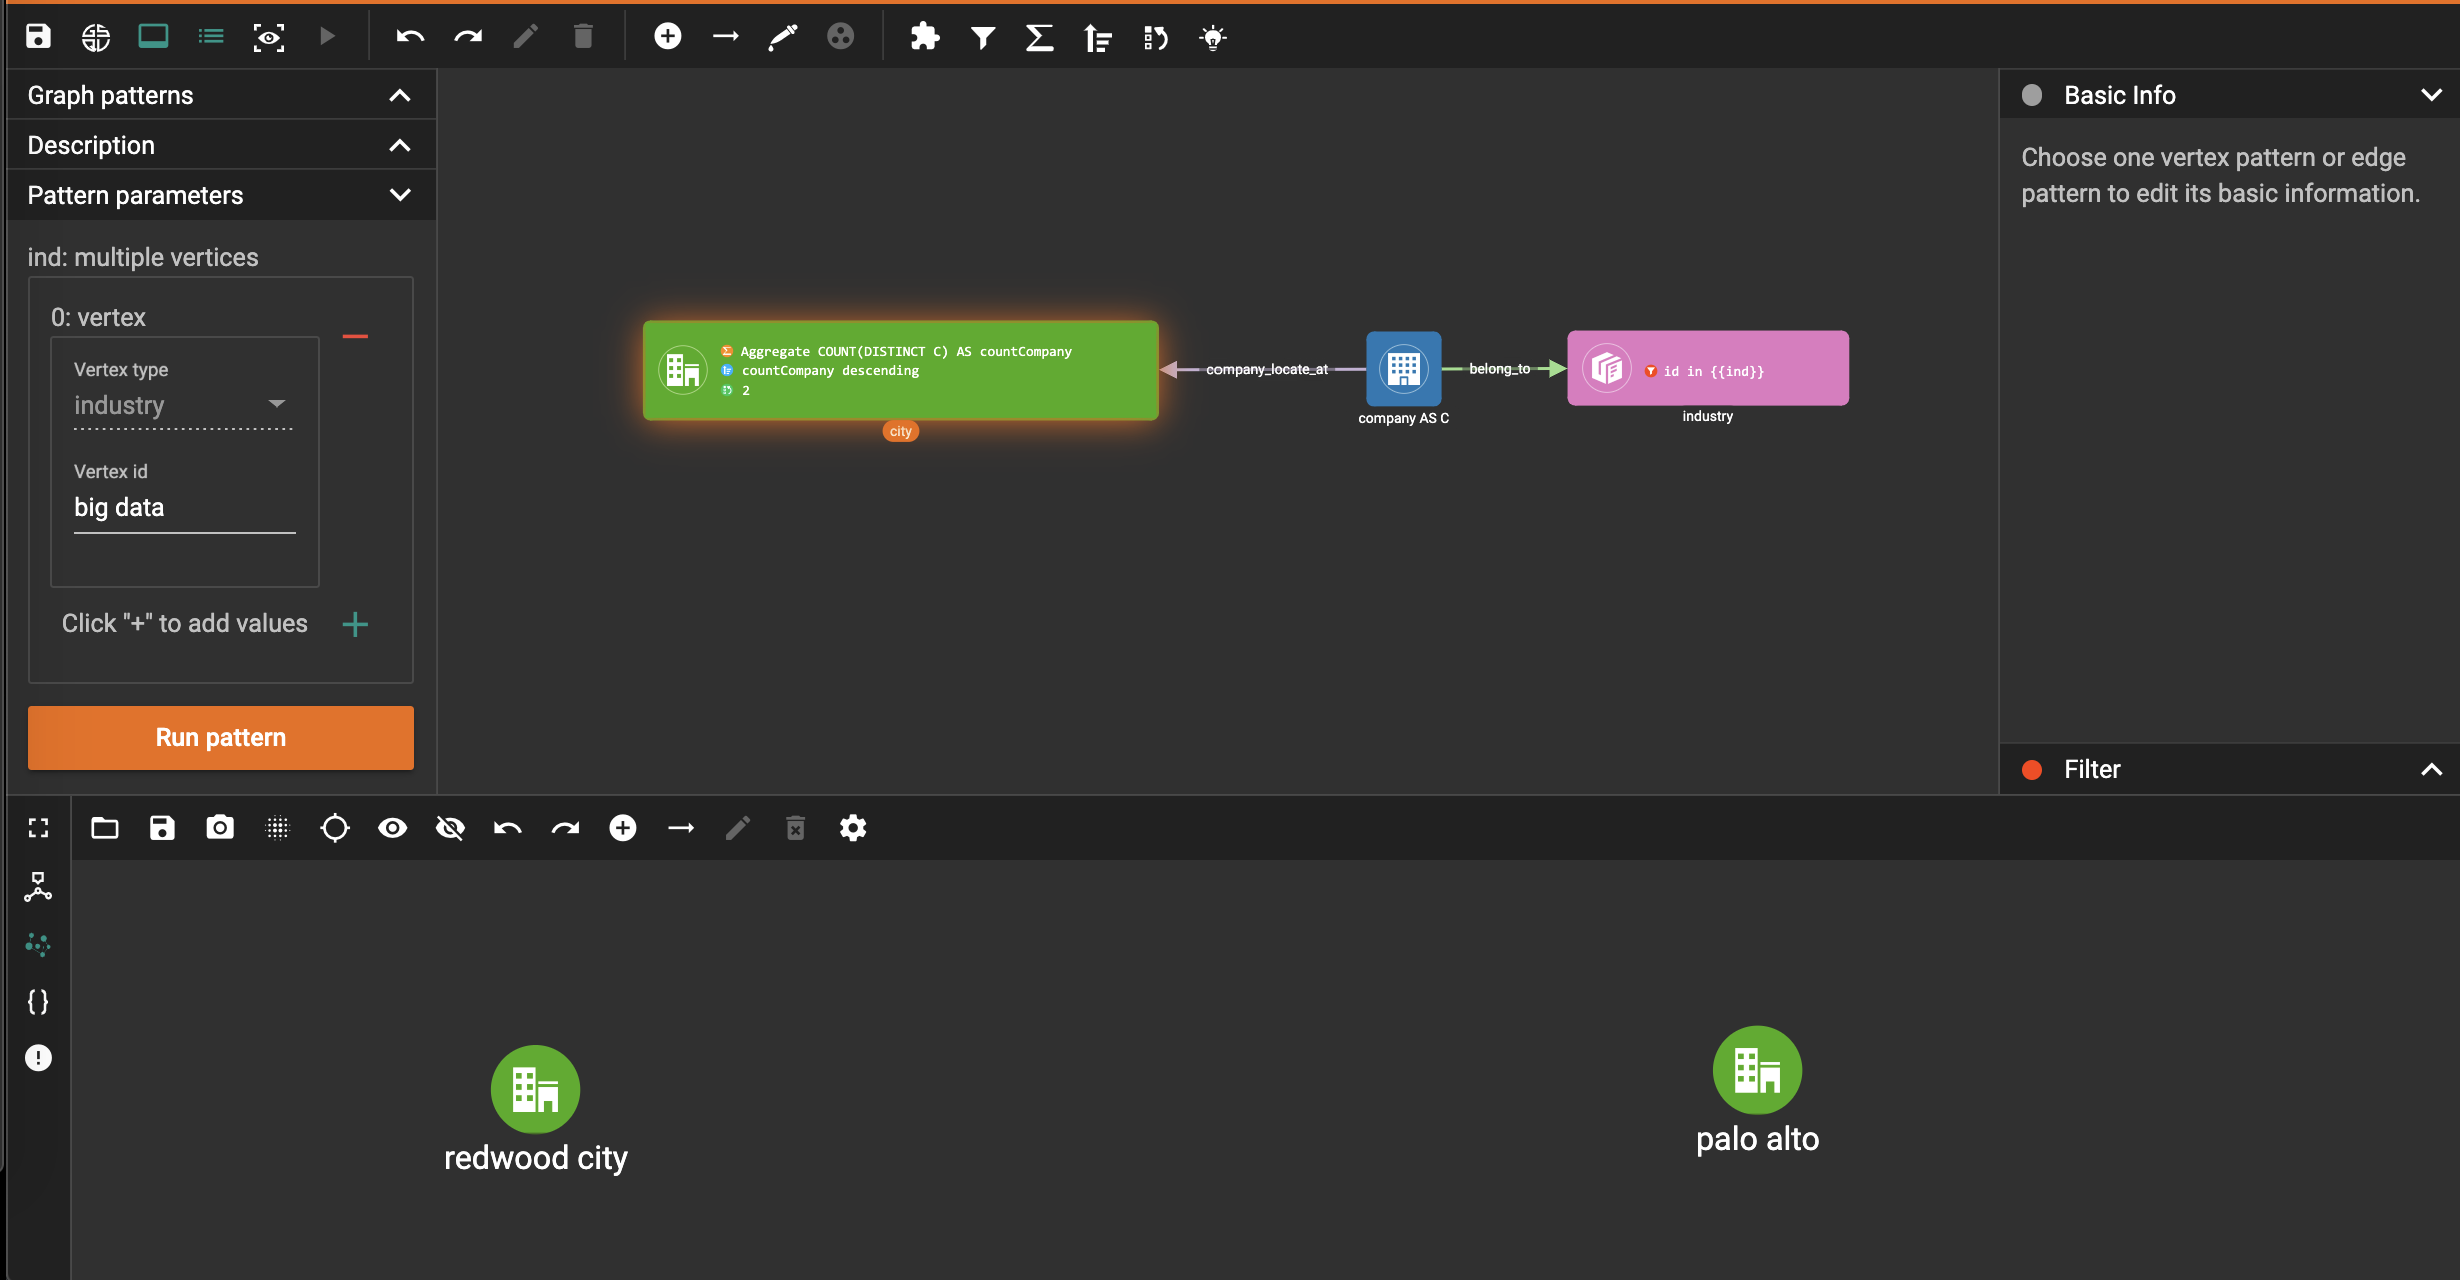 Graph patterns
Description
Pattern parameters
ind: multiple vertices
0: vertex
Vertex type
industry
Vertex id
big data
Click "+" to add values
Run pattern
Aggregate COUNT(DISTINCT C) AS countCompany
countCompany descending
2
city
company_locate_at
company AS C
belong_to
id in {{ind}}
industry
Basic Info
Choose one vertex pattern or edge
pattern to edit its basic information.
Filter
redwood city
palo alto